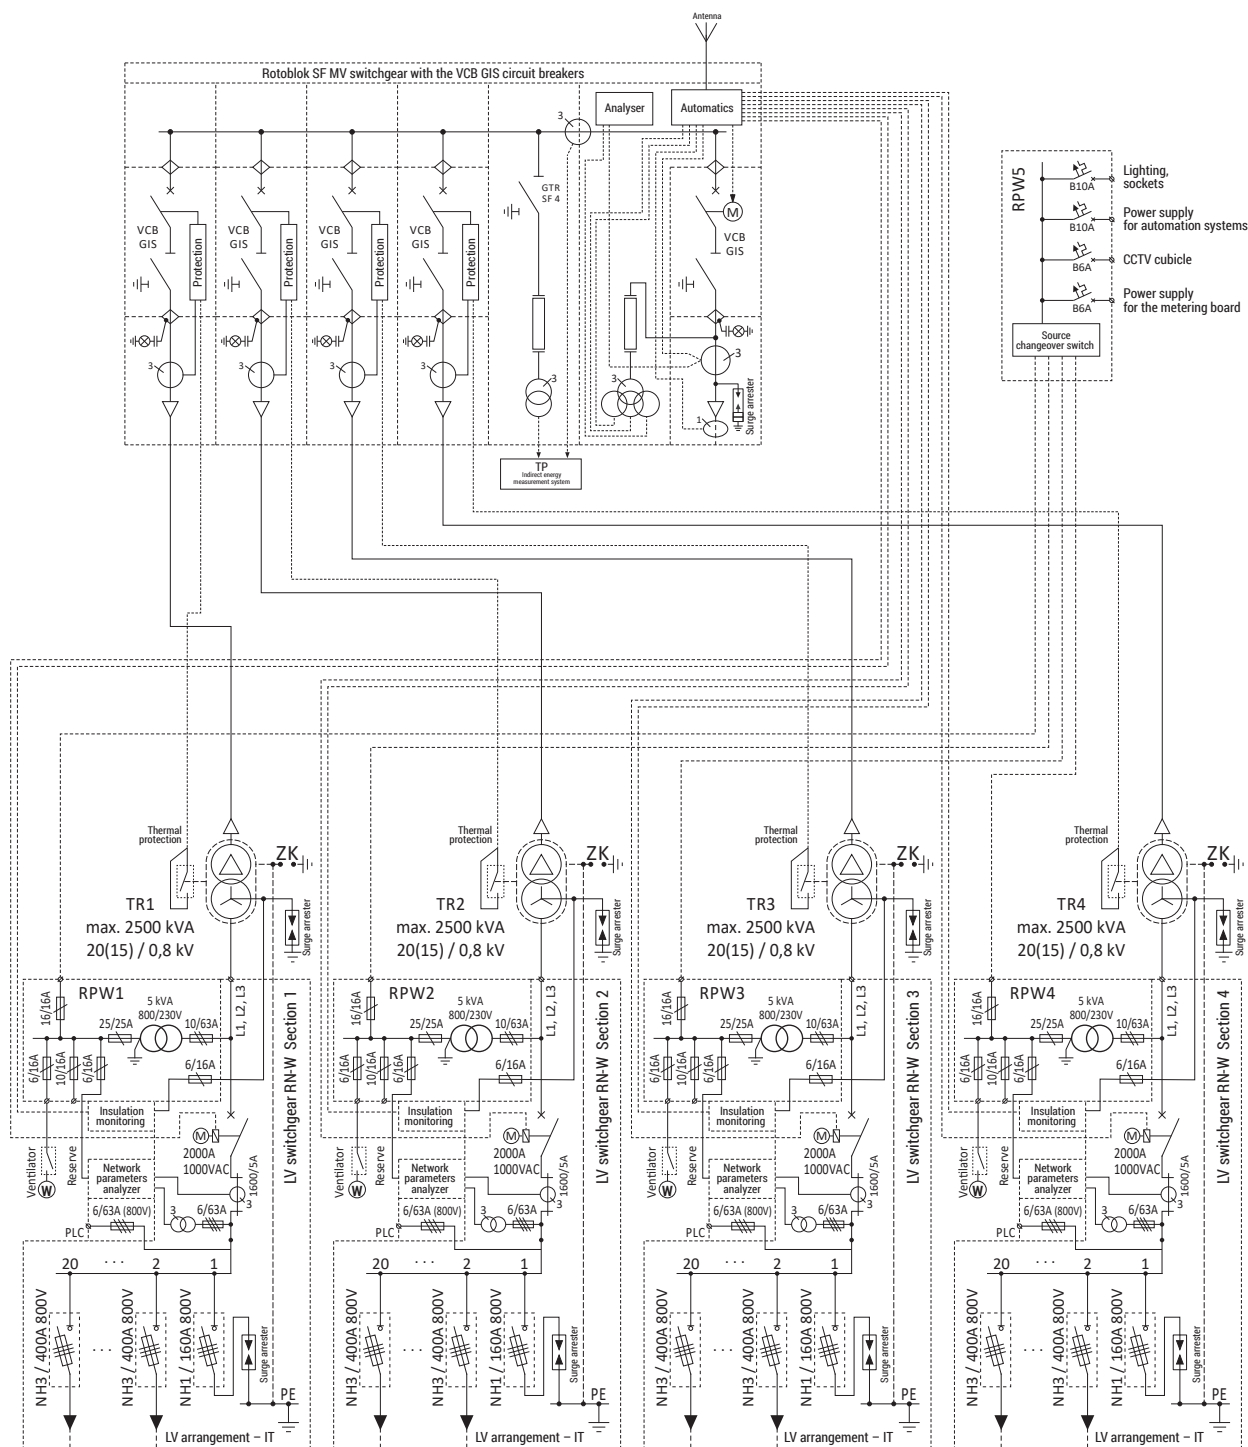 Antenna
Rotoblok SF MV switchgear with the VCB GIS circuit breakers
Analyser
Automatics
3
GTR
SF 4
M
VCB
GIS
Protection
VCB
GIS
Protection
VCB
GIS
Protection
VCB
GIS
Protection
VCB
GIS
3
3
3
3
3
3
3
1
Surge arrester
TP
Indirect energy
measurement system
RPW5
B10A
Lighting,
sockets
B10A
Power supply
for automation systems
B6A
CCTV cubicle
B6A
Power supply
for the metering board
Source
changeover switch
Thermal
protection
ZK
TR1
max. 2500 kVA
20(15) / 0,8 kV
Surge arrester
Thermal
protection
ZK
TR2
max. 2500 kVA
20(15) / 0,8 kV
Surge arrester
Thermal
protection
ZK
TR3
max. 2500 kVA
20(15) / 0,8 kV
Surge arrester
Thermal
protection
ZK
TR4
max. 2500 kVA
20(15) / 0,8 kV
Surge arrester
RPW1
16/16A
5 kVA
800/230V
25/25A
10/63A
L1, L2, L3
6/16A
10/16A
6/16A
6/16A
Insulation
monitoring
M
2000A
1000VAC
Ventilator
W
Reserve
Network
parameters
analyzer
1600/5A
3
6/63A (800V)
3
6/63A
PLC
LV switchgear RN-W Section 1
20
...
2
1
NH3 / 400A 800V
...
NH3 / 400A 800V
NH1 / 160A 800V
Surge arrester
PE
LV arrangement – IT
RPW2
16/16A
5 kVA
800/230V
25/25A
10/63A
L1, L2, L3
6/16A
10/16A
6/16A
6/16A
Insulation
monitoring
M
2000A
1000VAC
Ventilator
W
Reserve
Network
parameters
analyzer
1600/5A
3
6/63A (800V)
3
6/63A
PLC
LV switchgear RN-W Section 2
20
...
2
1
NH3 / 400A 800V
...
NH3 / 400A 800V
NH1 / 160A 800V
Surge arrester
PE
LV arrangement – IT
RPW3
16/16A
5 kVA
800/230V
25/25A
10/63A
L1, L2, L3
6/16A
10/16A
6/16A
6/16A
Insulation
monitoring
M
2000A
1000VAC
Ventilator
W
Reserve
Network
parameters
analyzer
1600/5A
3
6/63A (800V)
3
6/63A
PLC
LV switchgear RN-W Section 3
20
...
2
1
NH3 / 400A 800V
...
NH3 / 400A 800V
NH1 / 160A 800V
Surge arrester
PE
LV arrangement – IT
RPW4
16/16A
5 kVA
800/230V
25/25A
10/63A
L1, L2, L3
6/16A
10/16A
6/16A
6/16A
Insulation
monitoring
M
2000A
1000VAC
Ventilator
W
Reserve
Network
parameters
analyzer
1600/5A
3
6/63A (800V)
3
6/63A
PLC
LV switchgear RN-W Section 4
20
...
2
1
NH3 / 400A 800V
...
NH3 / 400A 800V
NH1 / 160A 800V
Surge arrester
PE
LV arrangement – IT